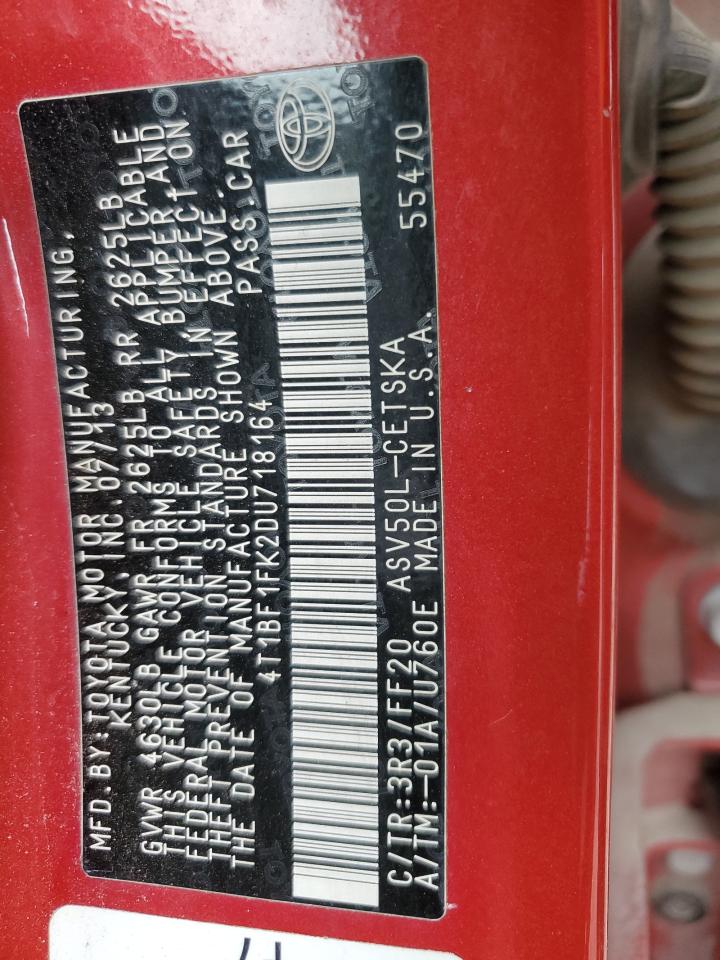 MFD.BY:TOYOTA MOTOR MANUFACTURING,
KENTUCKY, INC.07/13
GVWR 4630LB GAWR FR 2625LB RR 2625LB
THIS VEHICLE CONFORMS TO ALL APPLICABLE
FEDERAL MOTOR VEHICLE SAFETY BUMPER AND
THEFT PREVENTION STANDARDS IN EFFECT ON
THE DATE OF MANUFACTURE SHOWN ABOVE.
4T1BF1FK2DU718164 PASS.CAR
C/TR:3R3/FF20 ASV50L-CETSKA
A/TM:-01A/U760E MADE IN U.S.A. 55470